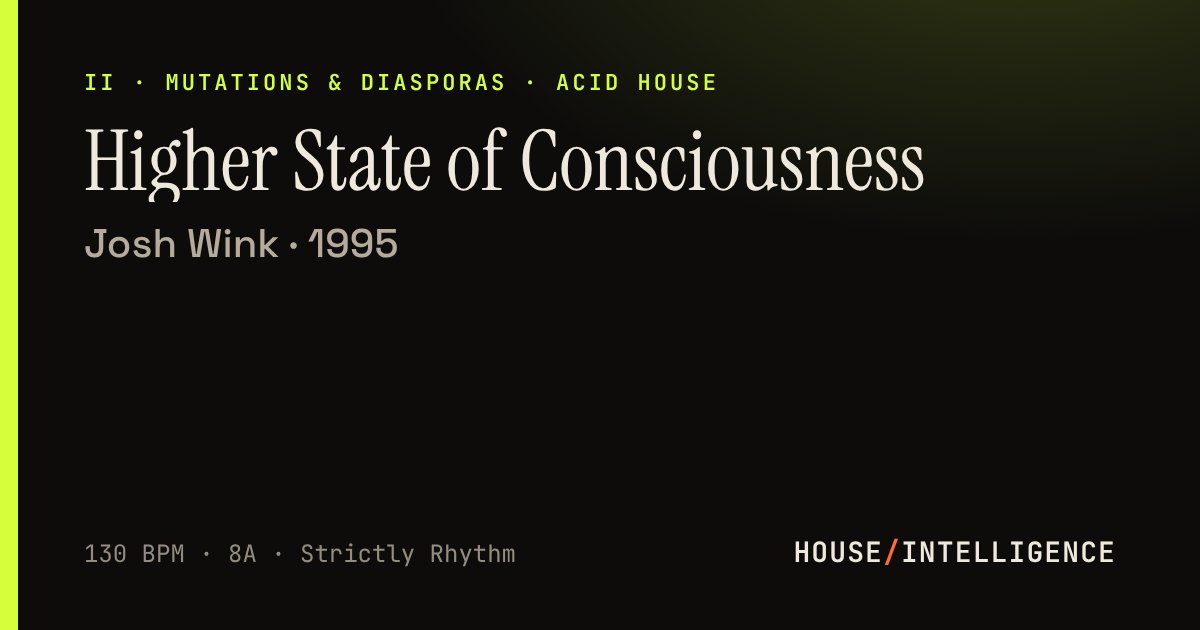 II · MUTATIONS & DIASPORAS · ACID HOUSE
Higher State of Consciousness
Josh Wink · 1995
130 BPM · 8A · Strictly Rhythm
HOUSE/INTELLIGENCE